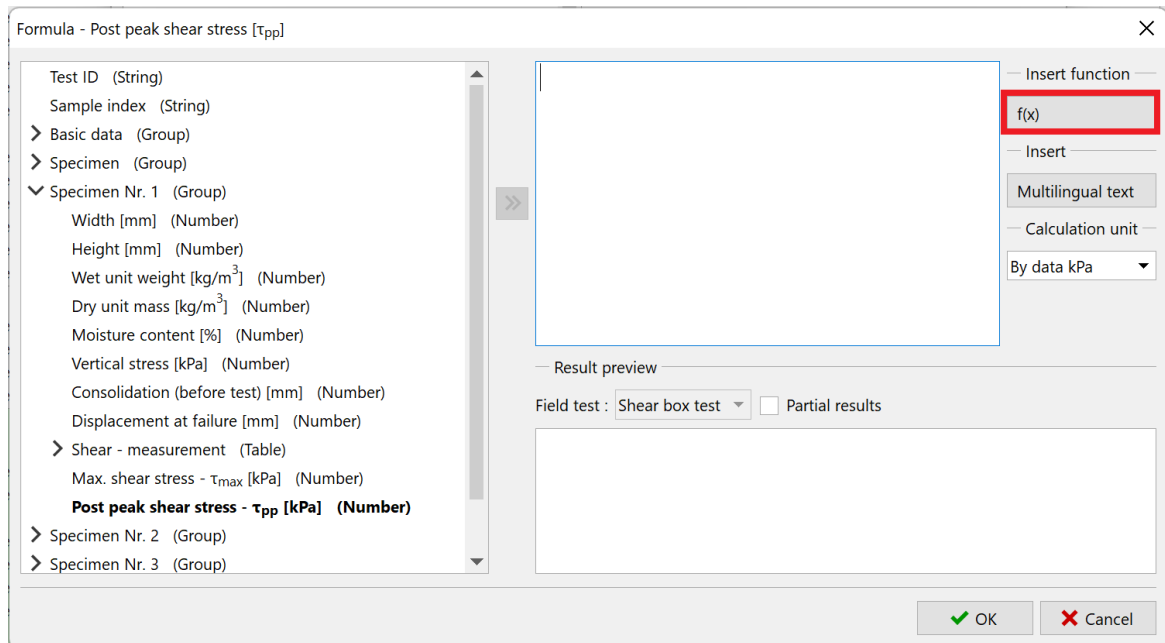 Formula - Post peak shear stress [τpp]
Test ID (String)
Sample index (String)
Basic data (Group)
Specimen (Group)
Specimen Nr. 1 (Group)
Width [mm] (Number)
Height [mm] (Number)
Wet unit weight [kg/m³] (Number)
Dry unit mass [kg/m³] (Number)
Moisture content [%] (Number)
Vertical stress [kPa] (Number)
Consolidation (before test) [mm] (Number)
Displacement at failure [mm] (Number)
Shear - measurement (Table)
Max. shear stress - τmax [kPa] (Number)
Post peak shear stress - τpp [kPa] (Number)
Specimen Nr. 2 (Group)
Specimen Nr. 3 (Group)
Insert function
f(x)
Insert
Multilingual text
Calculation unit
By data kPa
Result preview
Field test : Shear box test Partial results
OK Cancel